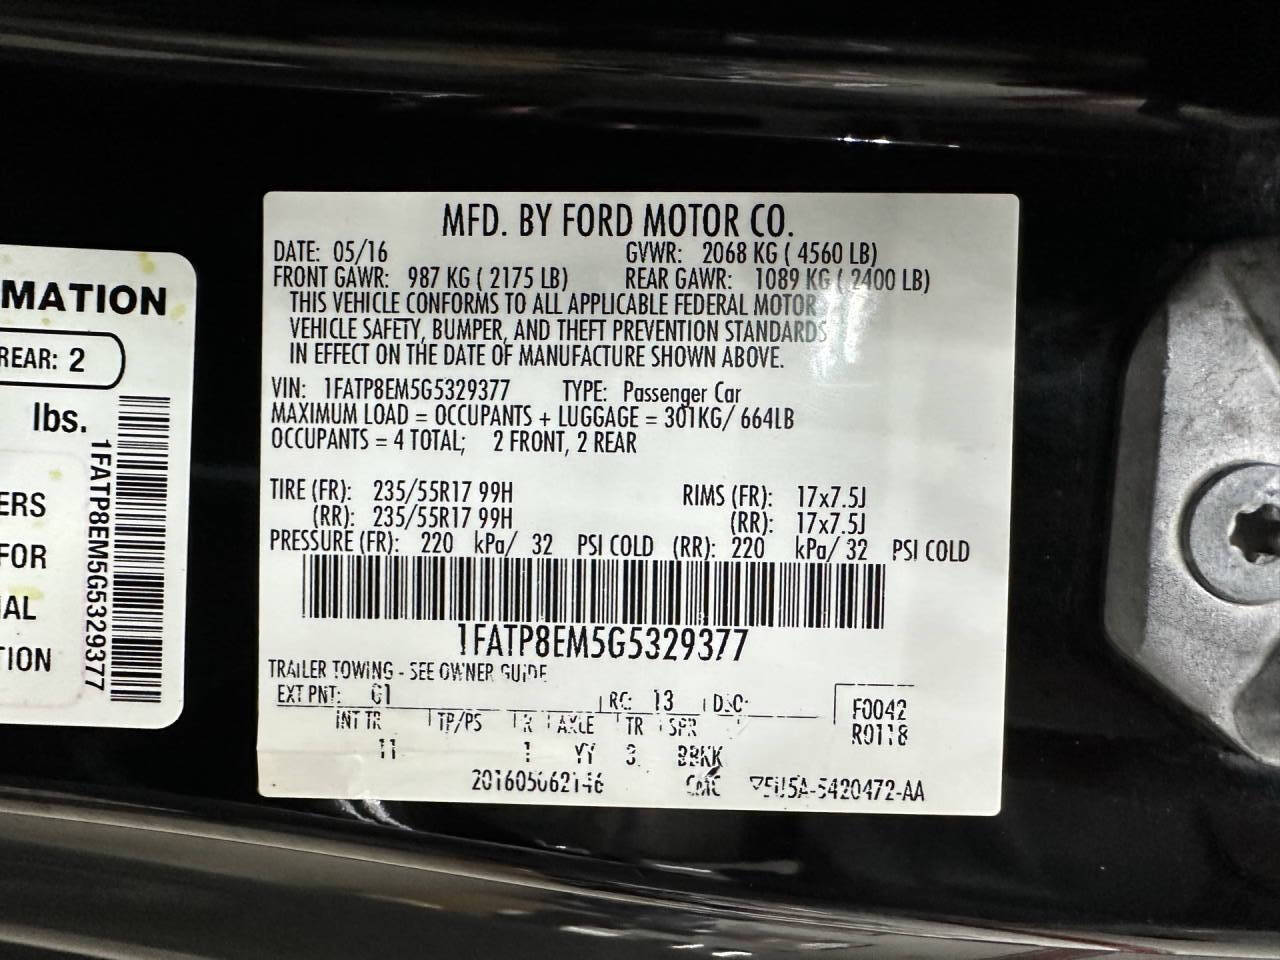 MATION
REAR: 2
lbs.
ERS
FOR
IAL
TION
1FATP8EM5G5329377
MFD. BY FORD MOTOR CO.
DATE: 05/16 GVWR: 2068 KG ( 4560 LB)
FRONT GAWR: 987 KG ( 2175 LB) REAR GAWR: 1089 KG ( 2400 LB)
THIS VEHICLE CONFORMS TO ALL APPLICABLE FEDERAL MOTOR
VEHICLE SAFETY, BUMPER, AND THEFT PREVENTION STANDARDS
IN EFFECT ON THE DATE OF MANUFACTURE SHOWN ABOVE.
VIN: 1FATP8EM5G5329377 TYPE: Passenger Car
MAXIMUM LOAD = OCCUPANTS + LUGGAGE = 301KG/ 664LB
OCCUPANTS = 4 TOTAL; 2 FRONT, 2 REAR
TIRE (FR): 235/55R17 99H RIMS (FR): 17x7.5J
(RR): 235/55R17 99H (RR): 17x7.5J
PRESSURE (FR): 220 kPa/ 32 PSI COLD (RR): 220 kPa/ 32 PSI COLD
1FATP8EM5G5329377
TRAILER TOWING - SEE OWNER GUIDE
EXT PNT: G1 RC: 13 DSO:
F0042
R0118
INT TR TP/PS R AXLE TR SPR
11 1 YY